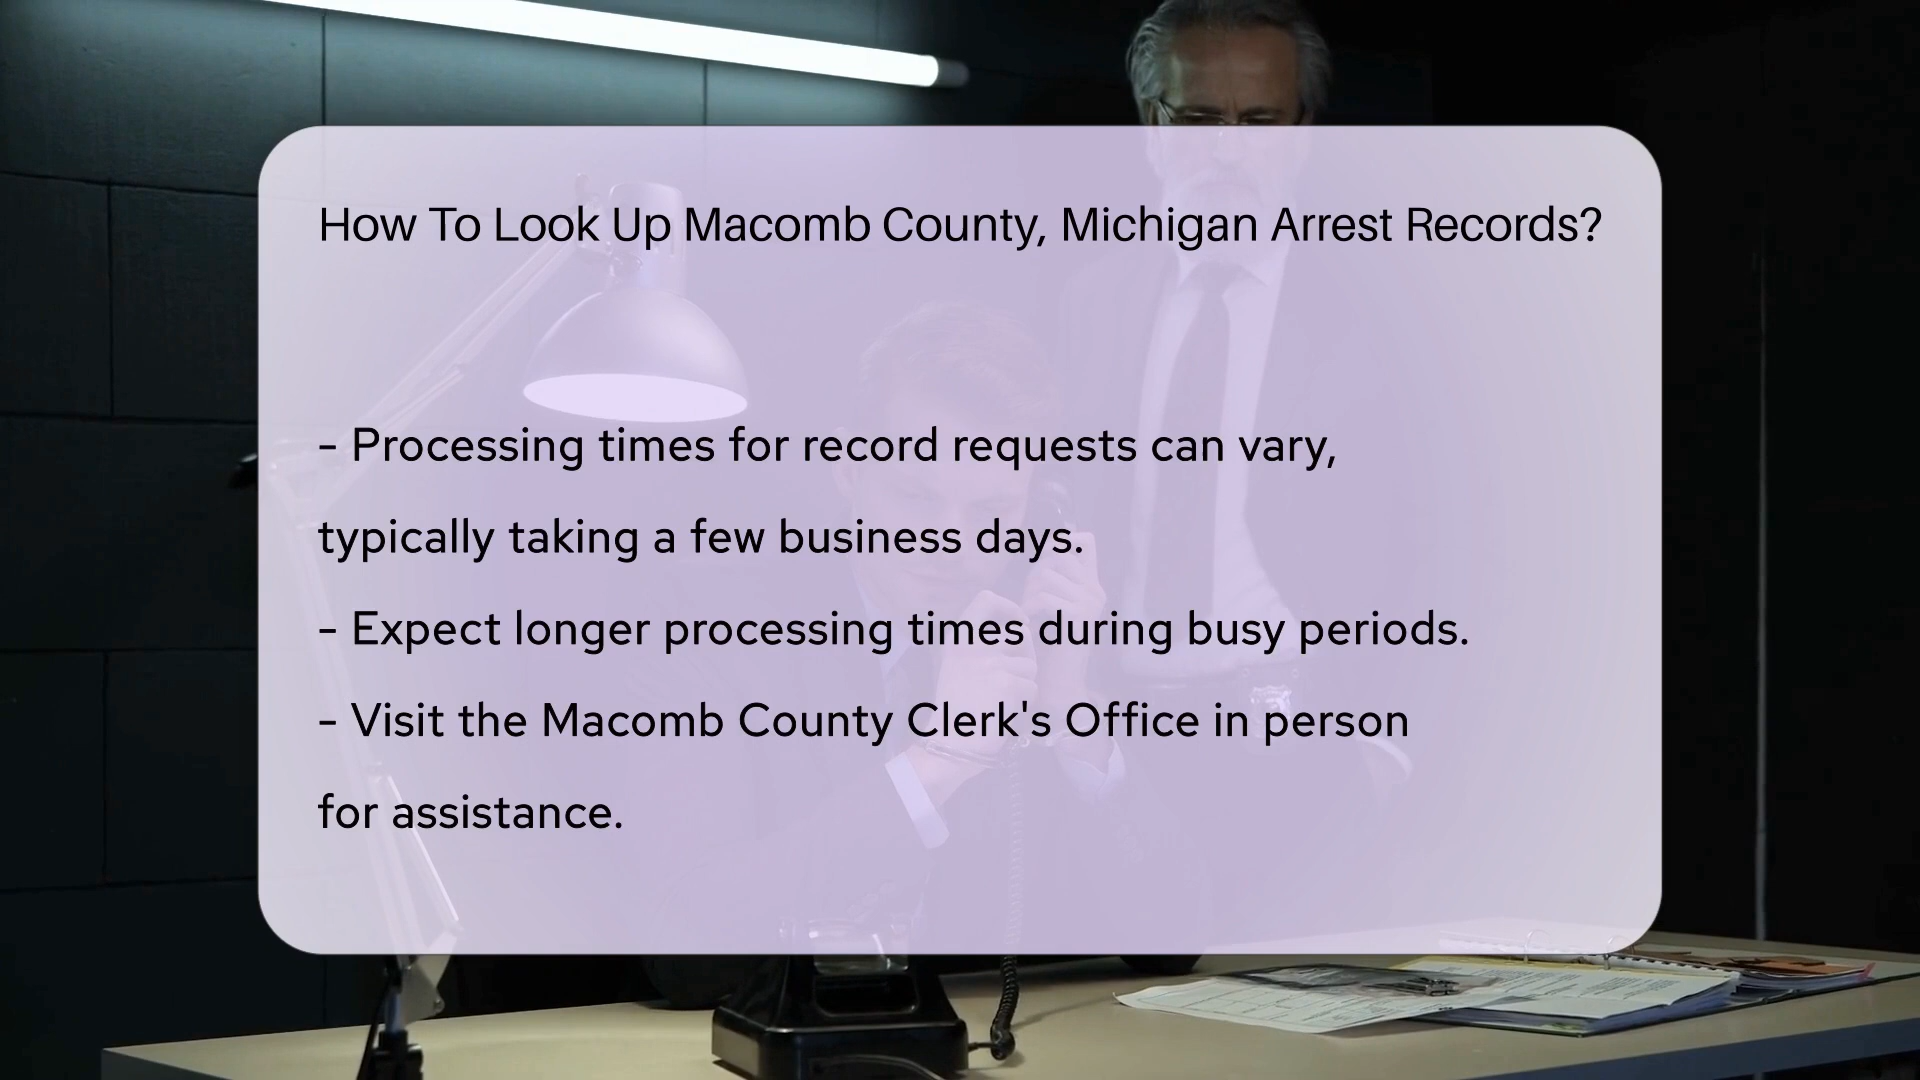 How To Look Up Macomb County, Michigan Arrest Records?
- Processing times for record requests can vary,
typically taking a few business days.
- Expect longer processing times during busy periods.
- Visit the Macomb County Clerk's Office in person
for assistance.